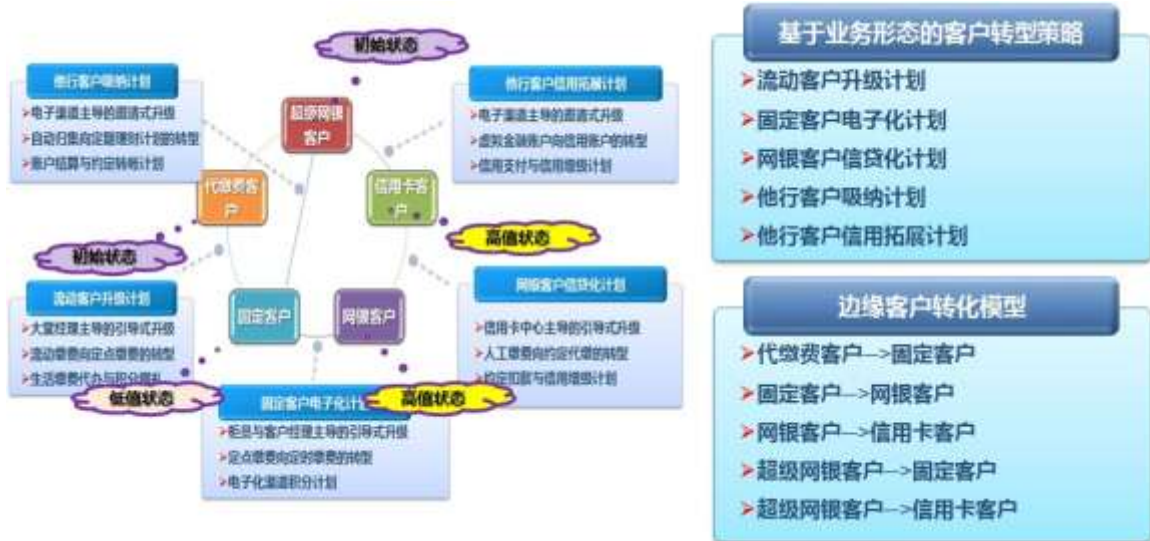 初始状态
他行客户吸纳计划
➤电子渠道主导的邀请式升级
➤自动归集向定题理财计划的转型
➤账户结算与约定转帐计划
他行客户信用拓展计划
➤电子渠道主导的邀请式升级
➤虚拟金融账户向信用账户的转型
➤信用支付与信用增级计划
超级网银
客户
代缴费客
户
信用卡客
户
初始状态
高值状态
流动客户升级计划
➤大堂经理主导的引导式升级
➤流动缴费向定点缴费的转型
➤生活缴费代办与积分
固定客户
网银客户
网银客户信贷化计划
➤信用卡中心主导的引导式升级
➤人工缴费向约定代缴的转型
➤约定扣款与信用增级计划
低值状态
高值状态
固定客户电子化计
➤柜员与客户经理主导的引导式升级
➤定点缴费向定时缴费的转型
➤电子化渠道积分计划
基于业务形态的客户转型策略
➤流动客户升级计划
➤固定客户电子化计划
➤网银客户信贷化计划
➤他行客户吸纳计划
➤他行客户信用拓展计划
边缘客户转化模型
➤代缴费客户-->固定客户
➤固定客户-->网银客户
➤网银客户-->信用卡客户
➤超级网银客户-->固定客户
➤超级网银客户-->信用卡客户